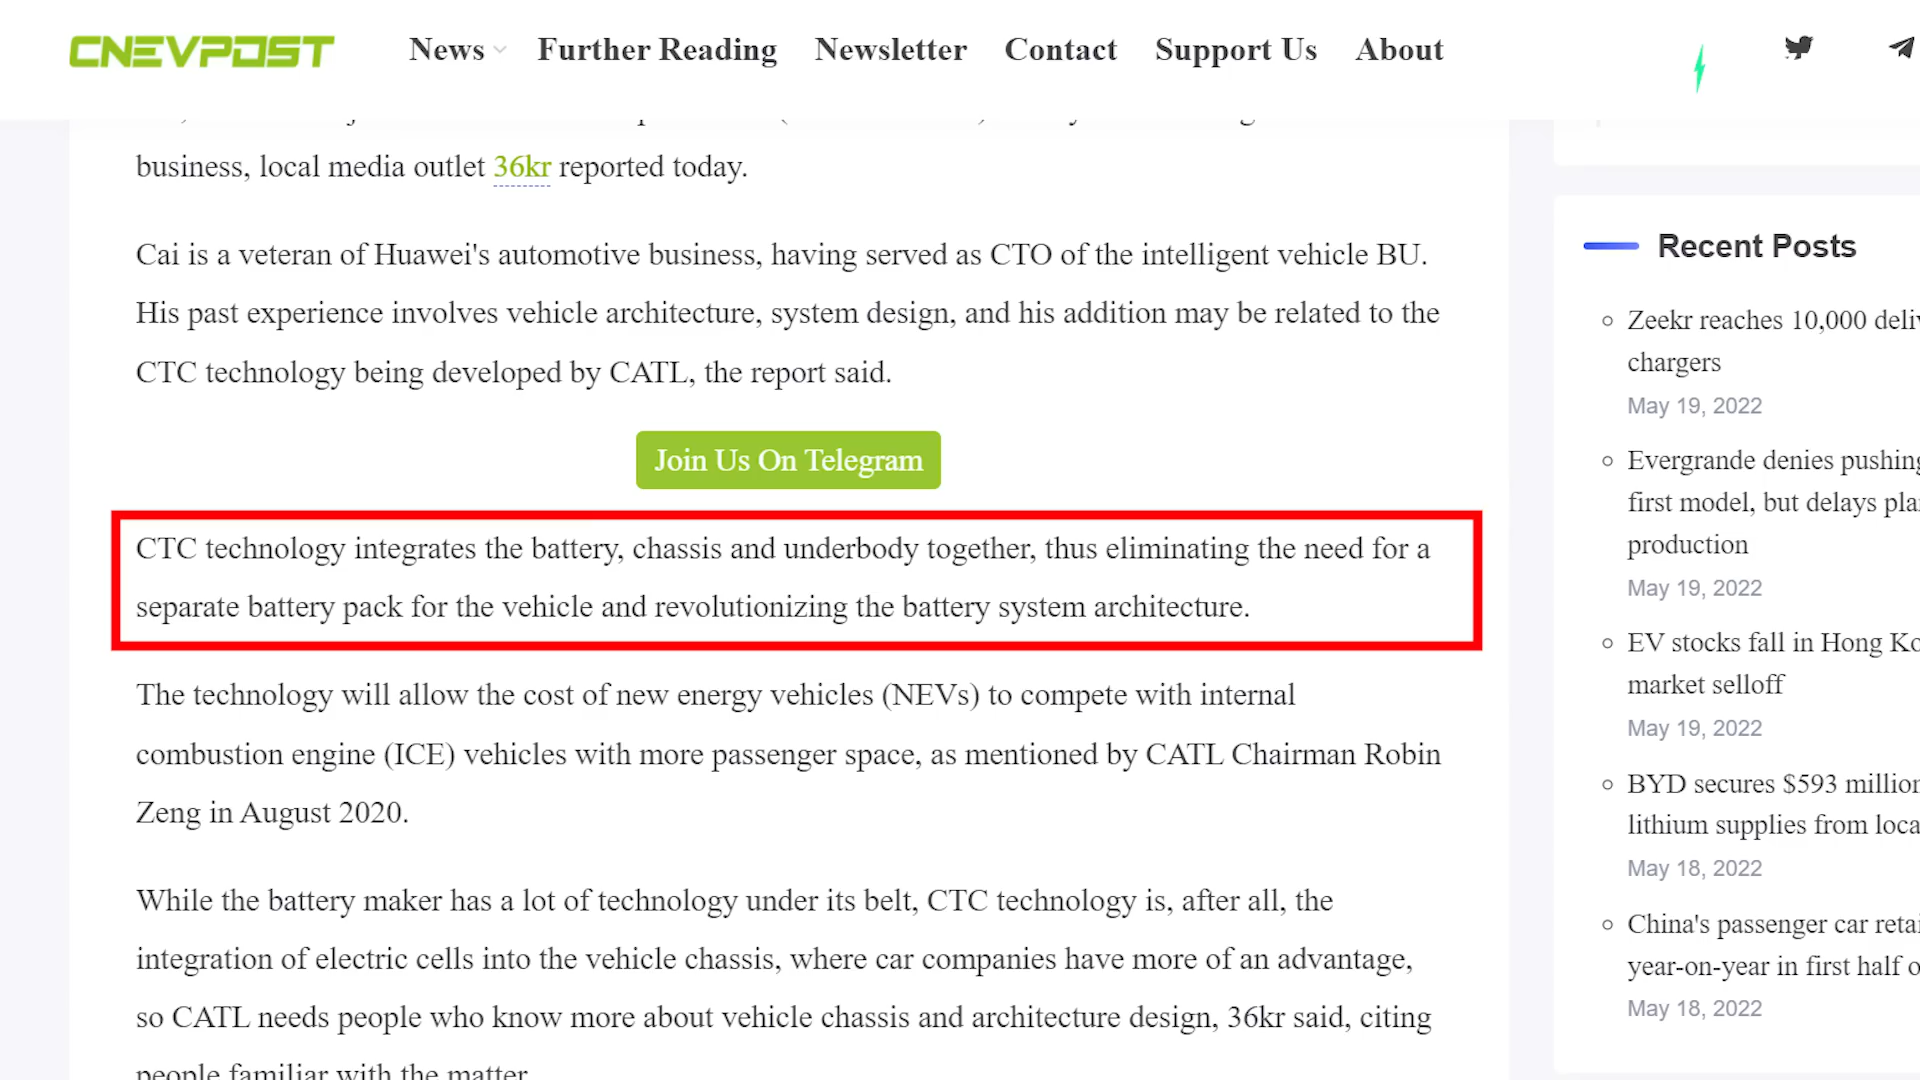 CNEVPOST
News Further Reading Newsletter Contact Support Us About
business, local media outlet 36kr reported today.
Cai is a veteran of Huawei's automotive business, having served as CTO of the intelligent vehicle BU.
His past experience involves vehicle architecture, system design, and his addition may be related to the
CTC technology being developed by CATL, the report said.
Join Us On Telegram
CTC technology integrates the battery, chassis and underbody together, thus eliminating the need for a
separate battery pack for the vehicle and revolutionizing the battery system architecture.
The technology will allow the cost of new energy vehicles (NEVs) to compete with internal
combustion engine (ICE) vehicles with more passenger space, as mentioned by CATL Chairman Robin
Zeng in August 2020.
While the battery maker has a lot of technology under its belt, CTC technology is, after all, the
integration of electric cells into the vehicle chassis, where car companies have more of an advantage,
so CATL needs people who know more about vehicle chassis and architecture design, 36kr said, citing
people familiar with the matter.
Recent Posts
Zeekr reaches 10,000
chargers
May 19, 2022
Evergrande denies pushing
first model, but delays
production
May 19, 2022
EV stocks fall in Hong
market selloff
May 19, 2022
BYD secures $593 million
lithium supplies from
May 18, 2022
China's passenger car
year-on-year in first half
May 18, 2022